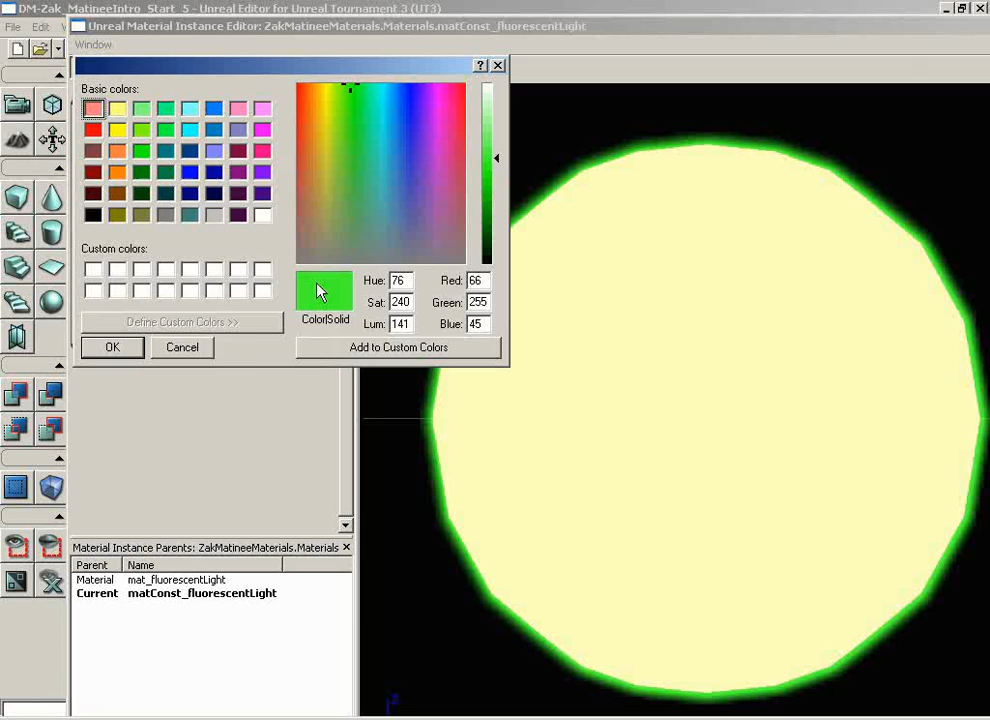 DM-Zak_MatineeIntro_Start_5 - Unreal Editor for Unreal Tournament 3 (UT3)
File Edit
Unreal Material Instance Editor: ZakMatineeMaterials.Materials.matConst_fluorescentLight
Window
Basic colors:
Custom colors:
Define Custom Colors >>
OK Cancel
Color|Solid
Hue: 76 Red: 66
Sat: 240 Green: 255
Lum: 141 Blue: 45
Add to Custom Colors
Material Instance Parents: ZakMatineeMaterials.Materials
Parent Name
Material mat_fluorescentLight
Current matConst_fluorescentLight